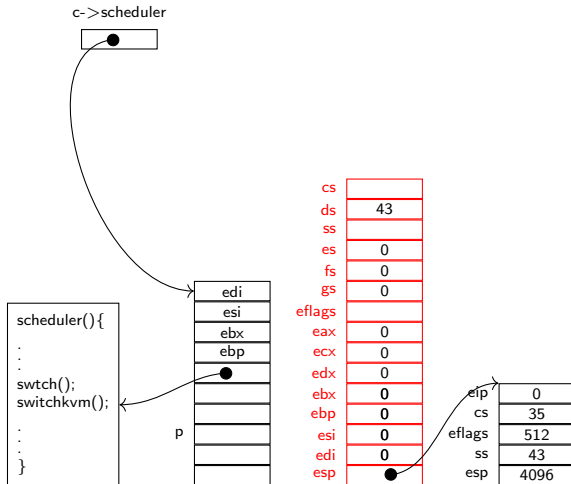 c->scheduler
cs
ds 43
ss
es 0
fs 0
gs 0
eflags
eax 0
ecx 0
edx 0
ebx 0
ebp 0
esi 0
edi 0
esp
edi
esi
ebx
ebp
p
scheduler(){
.
.
.
swtch();
switchkvm();
.
.
.
}
eip 0
cs 35
eflags 512
ss 43
esp 4096